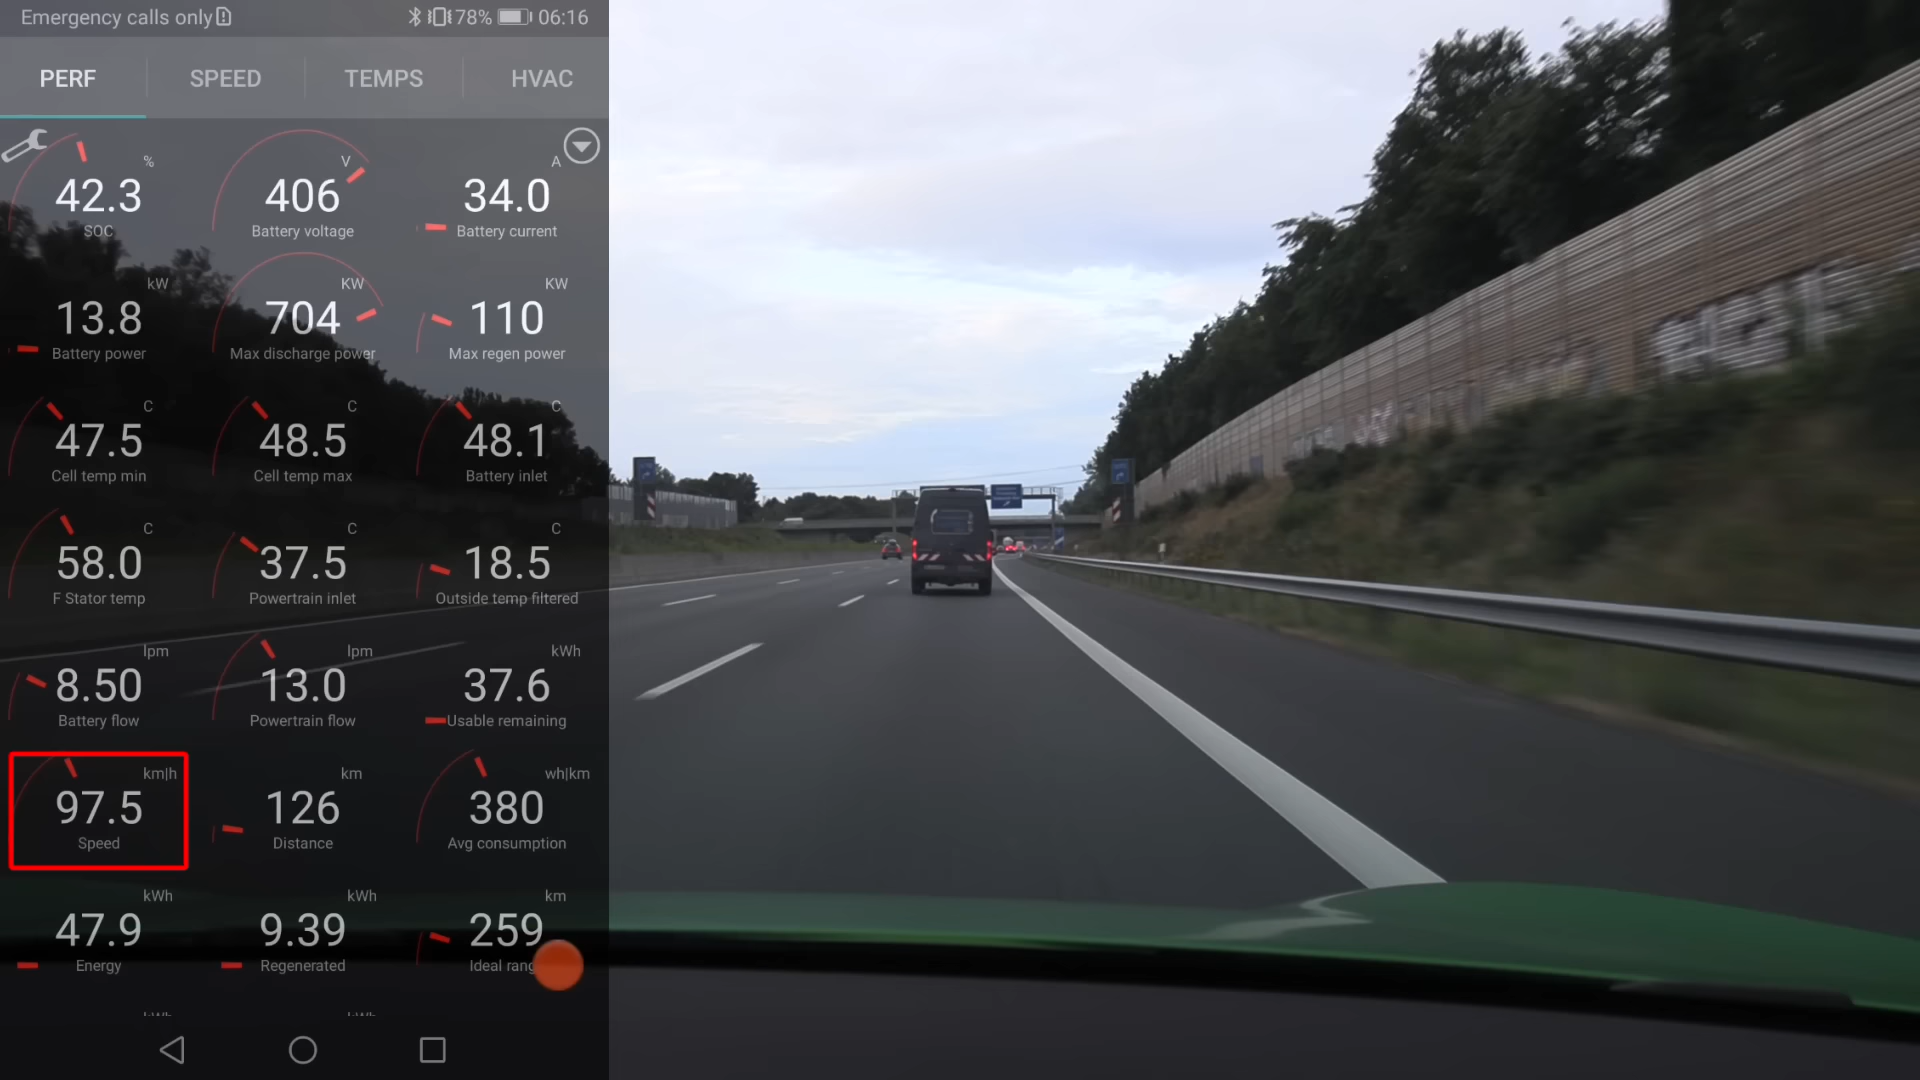 Emergency calls only 78% 06:16
PERF SPEED TEMPS HVAC
% V A
42.3 406 34.0
SOC Battery voltage Battery current
kW KW KW
13.8 704 110
Battery power Max discharge power Max regen power
C C C
47.5 48.5 48.1
Cell temp min Cell temp max Battery inlet
C C C
58.0 37.5 18.5
F Stator temp Powertrain inlet Outside temp filtered
lpm lpm kWh
8.50 13.0 37.6
Battery flow Powertrain flow Usable remaining
km|h km wh|km
97.5 126 380
Speed Distance Avg consumption
kWh kWh km
47.9 9.39 259
Energy Regenerated Ideal rang